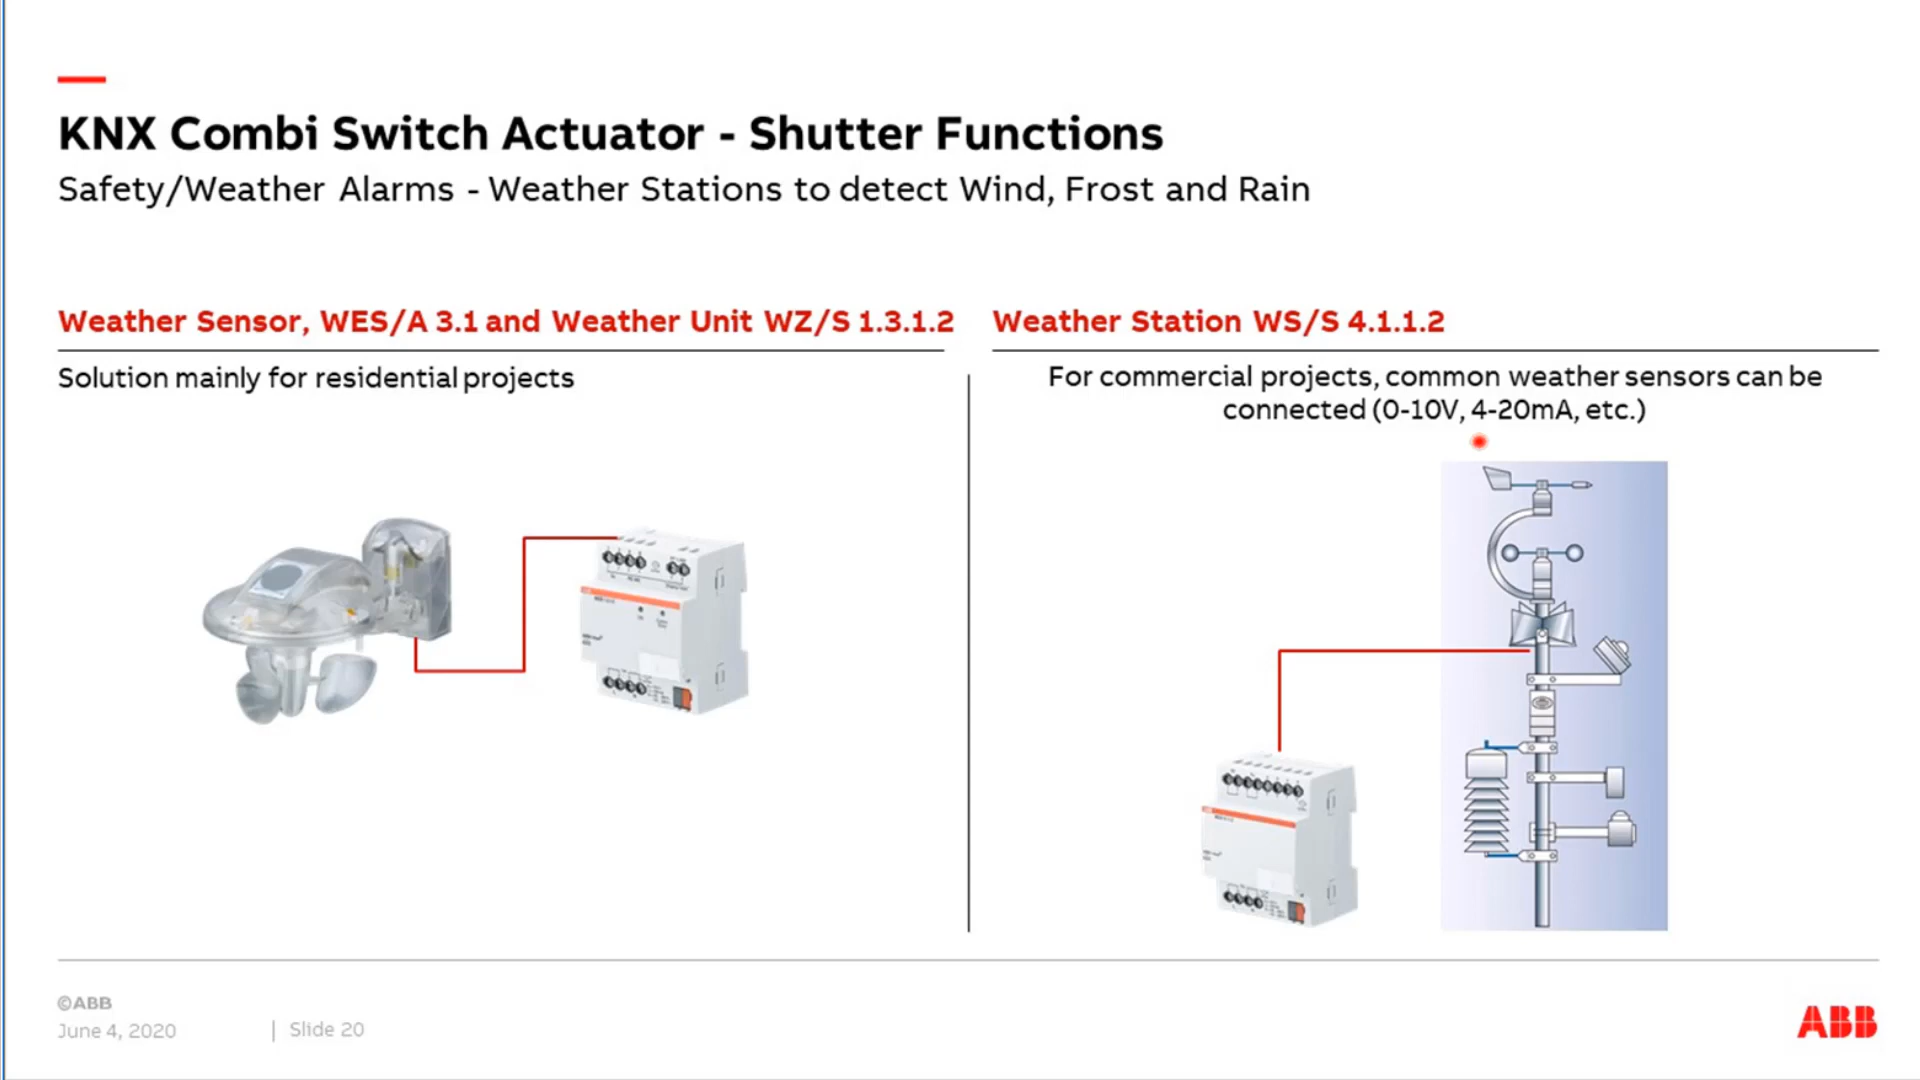 KNX Combi Switch Actuator - Shutter Functions
Safety/Weather Alarms - Weather Stations to detect Wind, Frost and Rain
Weather Sensor, WES/A 3.1 and Weather Unit WZ/S 1.3.1.2
Solution mainly for residential projects
Weather Station WS/S 4.1.1.2
For commercial projects, common weather sensors can be
connected (0-10V, 4-20mA, etc.)
©ABB
June 4, 2020 | Slide 20
ABB